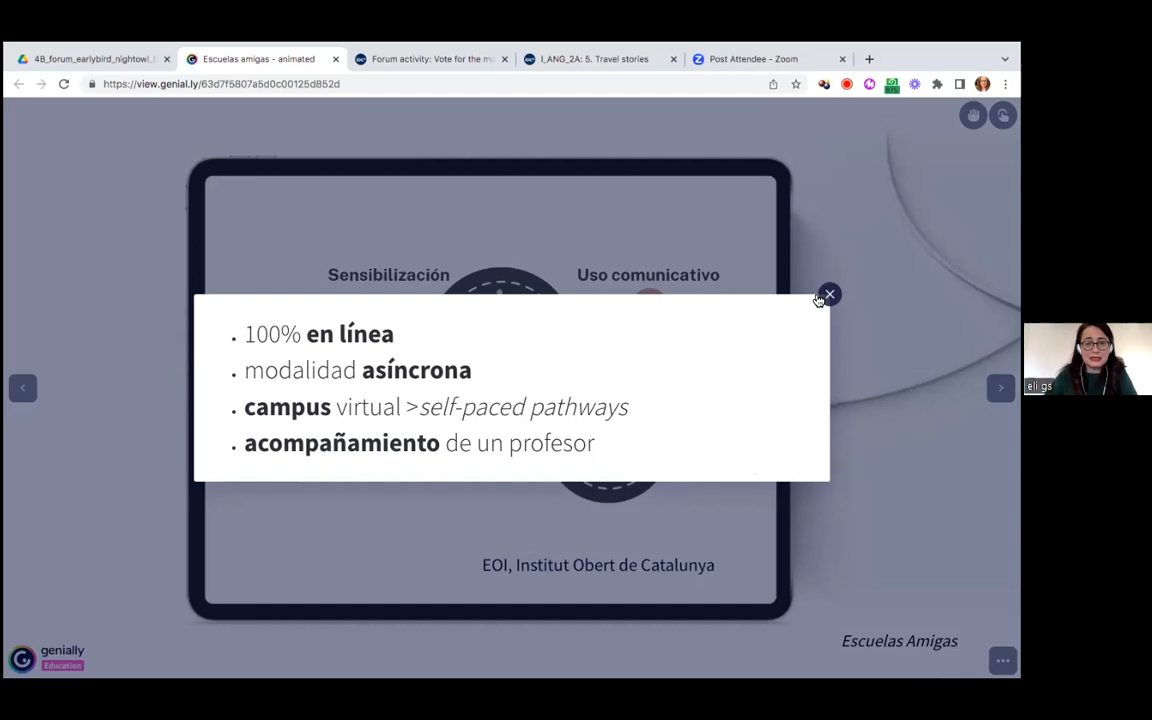 4B_forum_earlybird_nightowl_
Escuelas amigas - animated
Forum activity: Vote for the mo
I_ANG_2A: 5. Travel stories
Post Attendee - Zoom
https://view.genial.ly/63d7f5807a5d0c00125d852d
Sensibilización
Uso comunicativo
• 100% en línea
• modalidad asíncrona
• campus virtual >self-paced pathways
• acompañamiento de un profesor
eli gs
EOI, Institut Obert de Catalunya
Escuelas Amigas
genially
Education